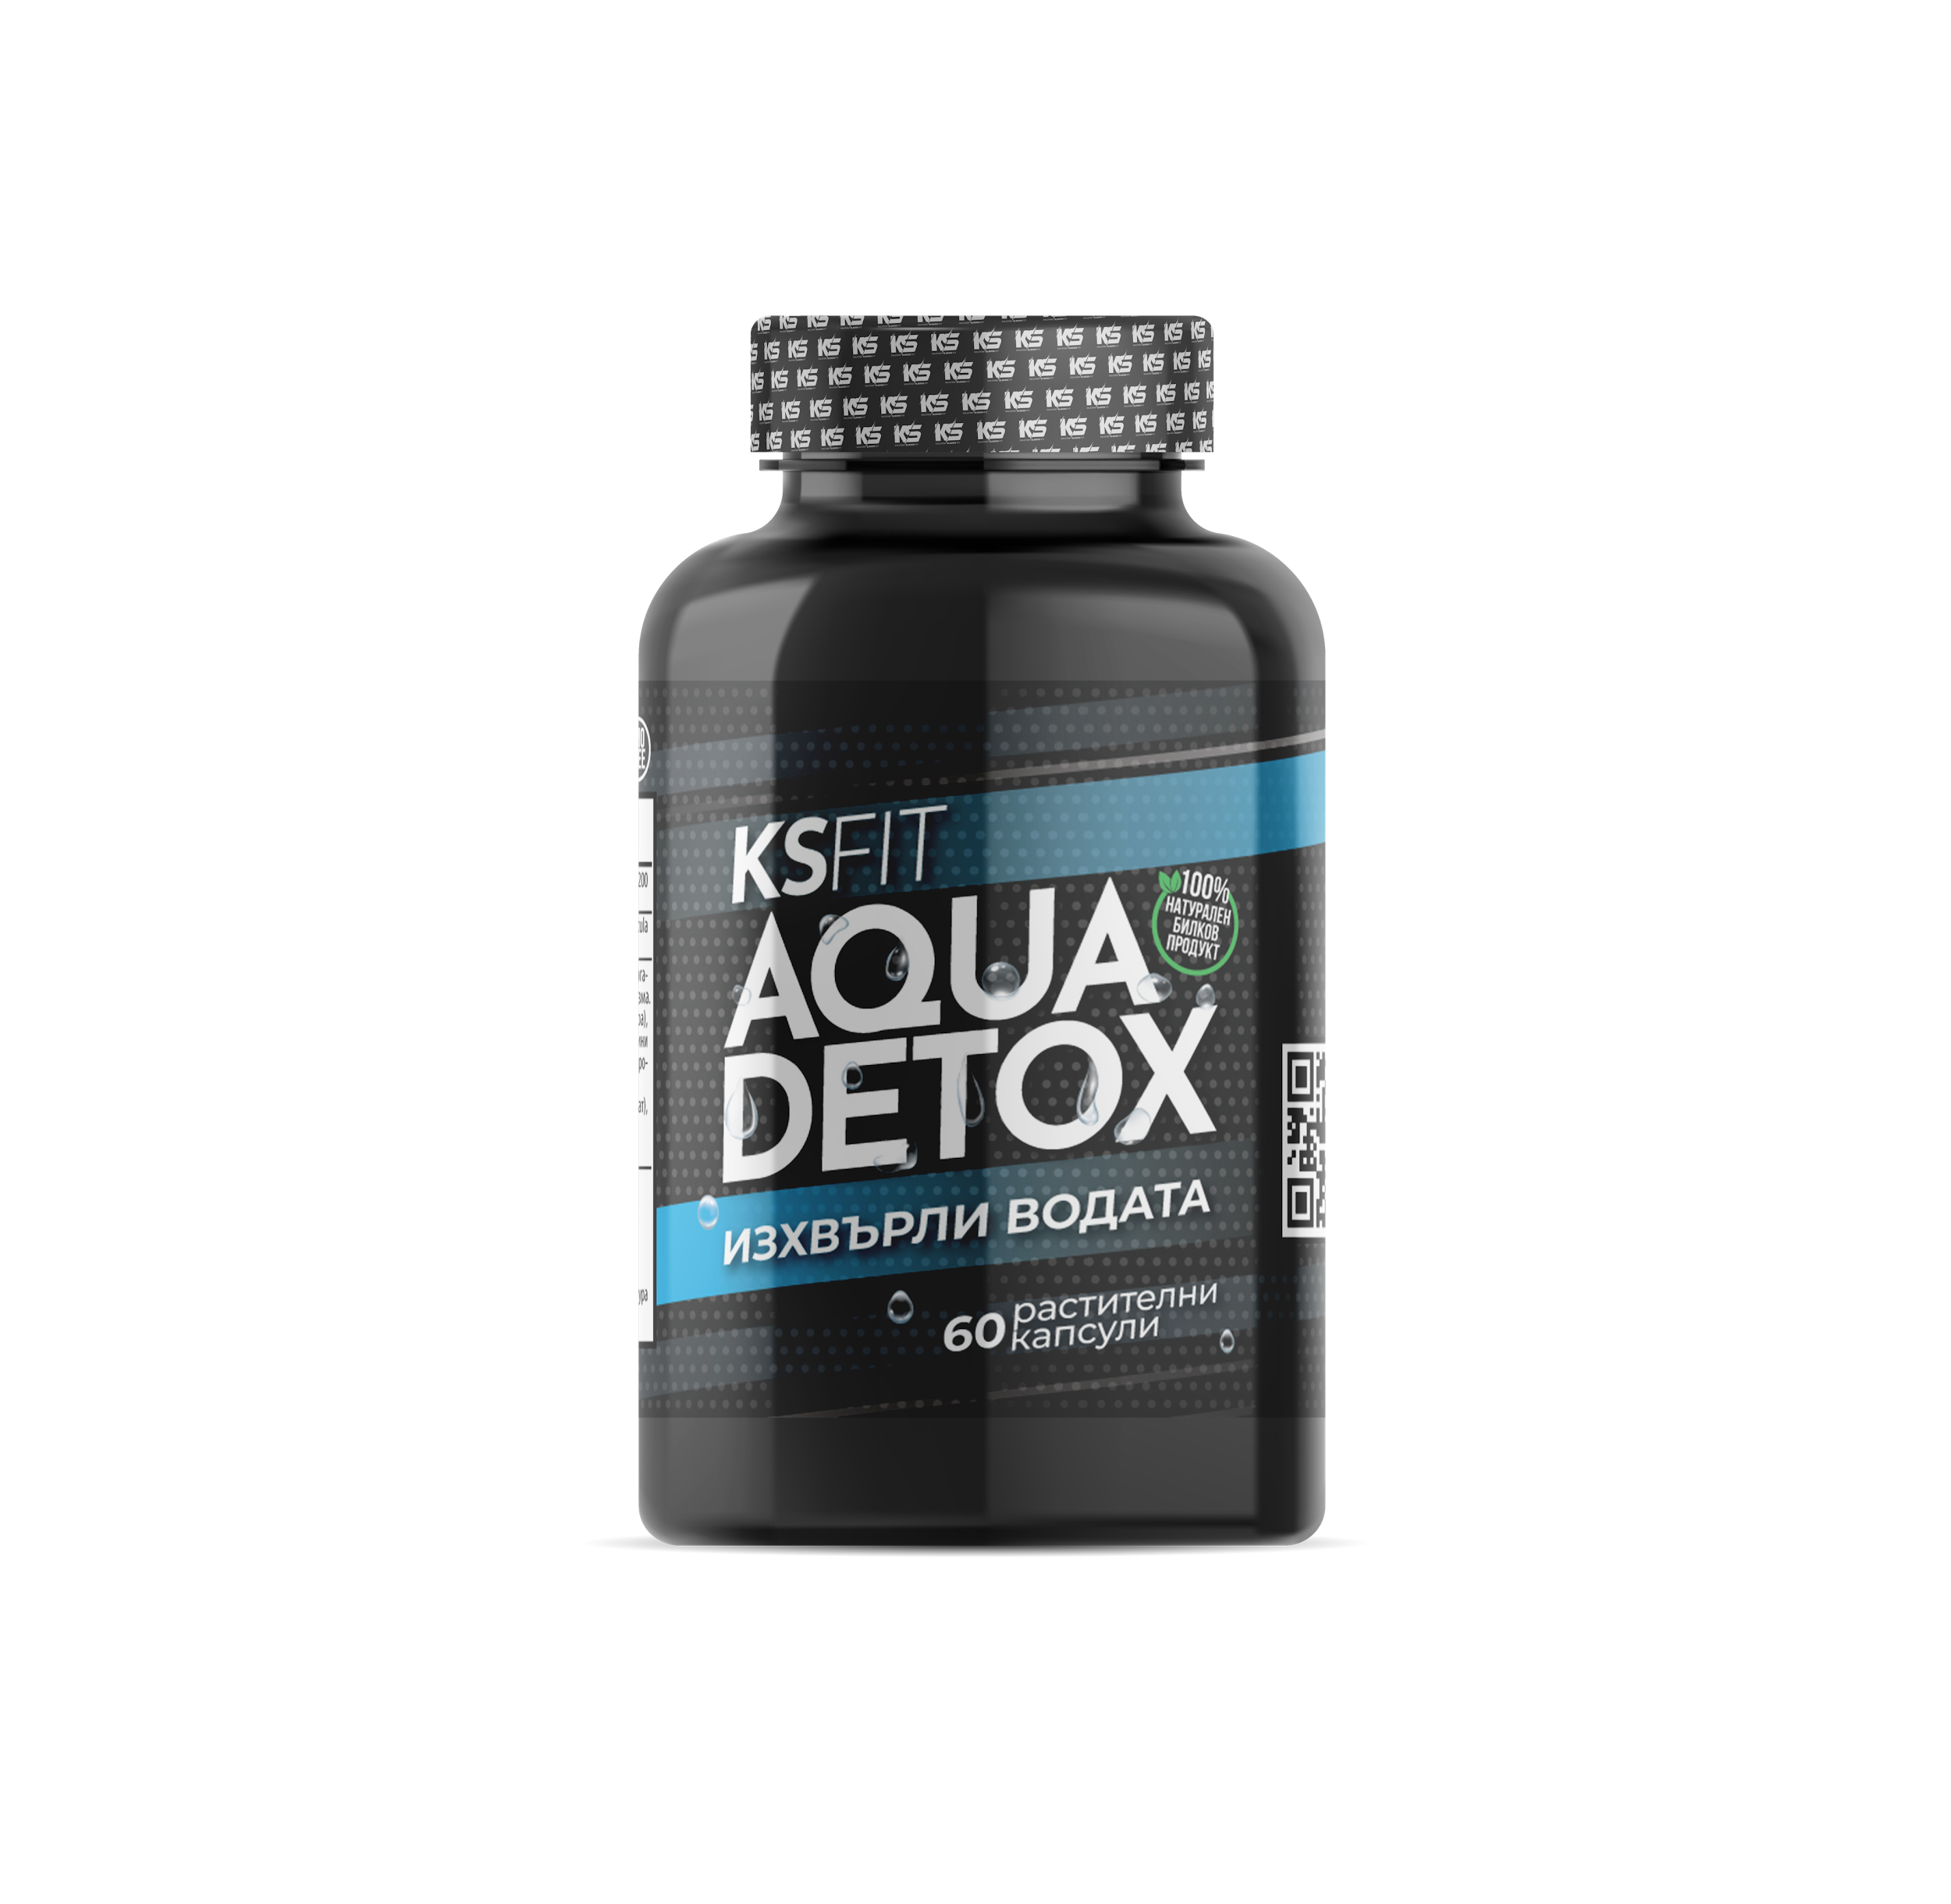 KSFIT
AQUA
DETOX
100%
НАТУРАЛЕН
БИЛКОВ
ПРОДУКТ
ИЗХВЪРЛИ ВОДАТА
60 растителни
капсули